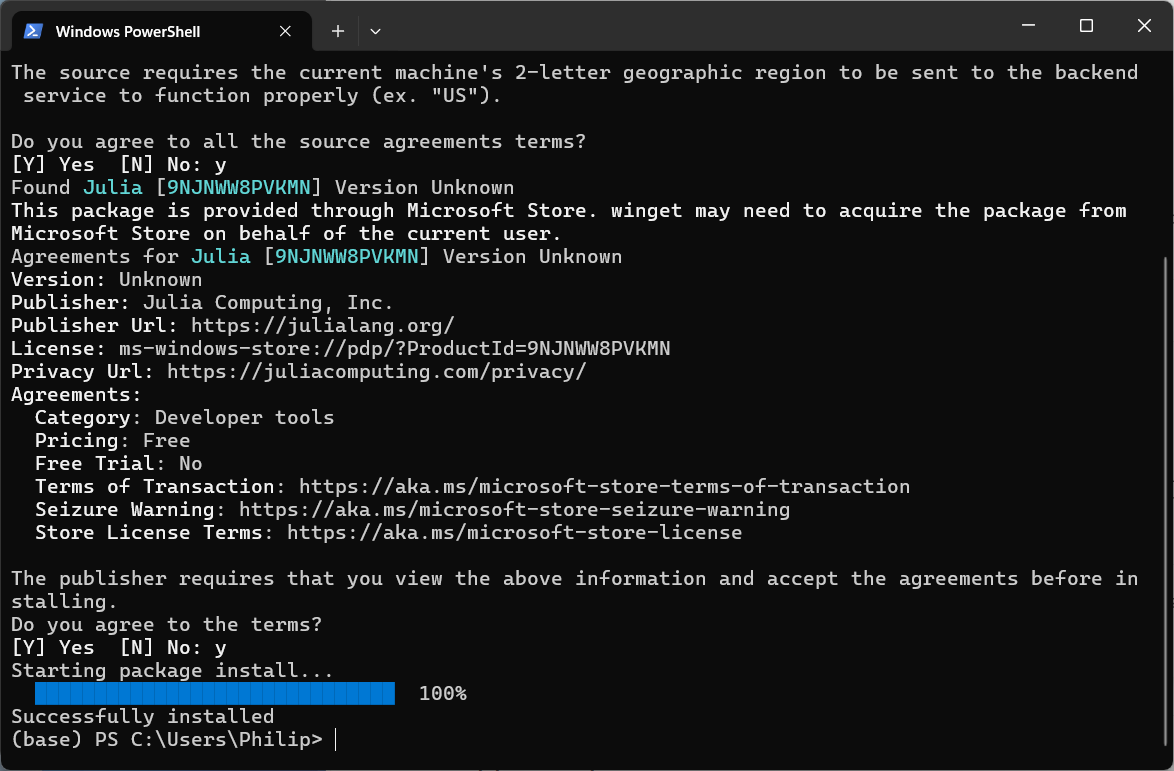 Windows PowerShell
The source requires the current machine's 2-letter geographic region to be sent to the backend
 service to function properly (ex. "US").
Do you agree to all the source agreements terms?
[Y] Yes  [N] No: y
Found Julia [9NJNWW8PVKMN] Version Unknown
This package is provided through Microsoft Store. winget may need to acquire the package from
Microsoft Store on behalf of the current user.
Agreements for Julia [9NJNWW8PVKMN] Version Unknown
Version: Unknown
Publisher: Julia Computing, Inc.
Publisher Url: https://julialang.org/
License: ms-windows-store://pdp/?ProductId=9NJNWW8PVKMN
Privacy Url: https://juliacomputing.com/privacy/
Agreements:
  Category: Developer tools
  Pricing: Free
  Free Trial: No
  Terms of Transaction: https://aka.ms/microsoft-store-terms-of-transaction
  Seizure Warning: https://aka.ms/microsoft-store-seizure-warning
  Store License Terms: https://aka.ms/microsoft-store-license
The publisher requires that you view the above information and accept the agreements before in
stalling.
Do you agree to the terms?
[Y] Yes  [N] No: y
Starting package install...
100%
Successfully installed
(base) PS C:\Users\Philip>